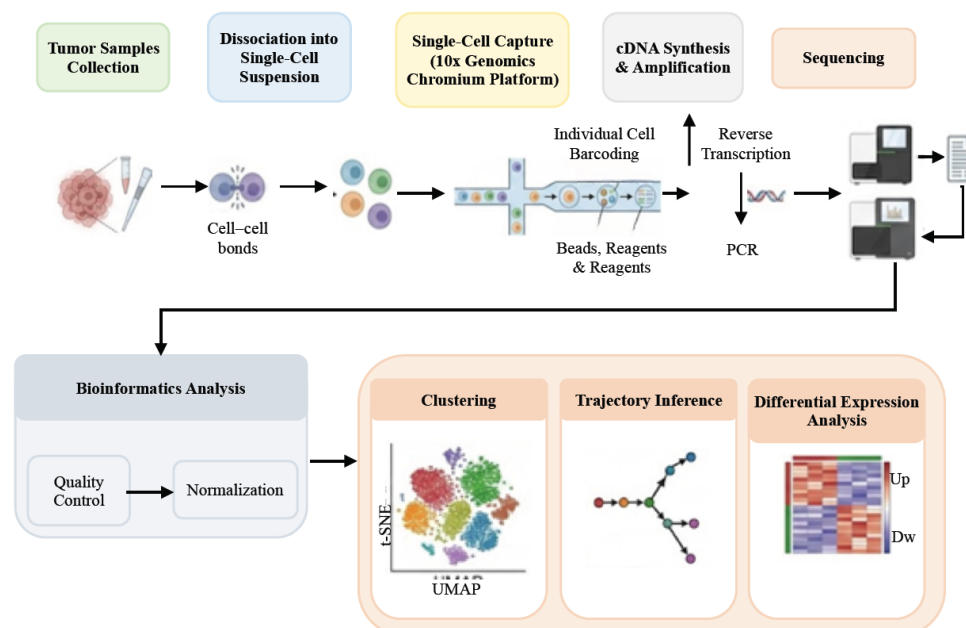 Tumor Samples
Collection
Dissociation into
Single-Cell
Suspension
Single-Cell Capture
(10x Genomics
Chromium Platform)
cDNA Synthesis
& Amplification
Sequencing
Individual Cell
Barcoding
Reverse
Transcription
Cell–cell
bonds
Beads, Reagents
& Reagents
PCR
Bioinformatics Analysis
Quality
Control
Normalization
Clustering
t-SNE
UMAP
UMAP
Trajectory Inference
Differential Expression
Analysis
Up
Dw